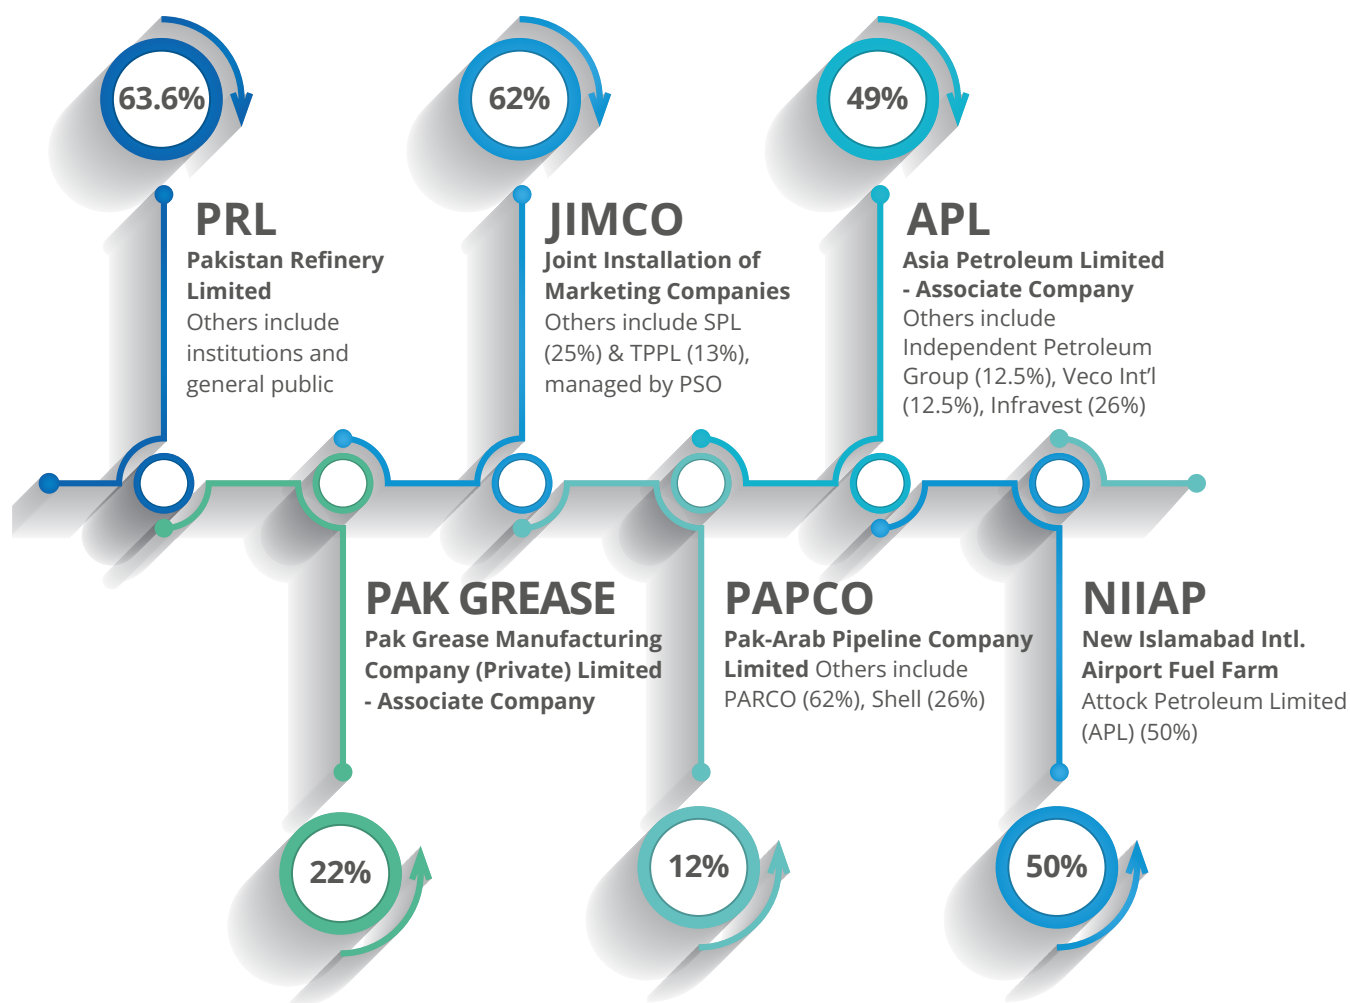 63.6%
PRL
Pakistan Refinery
Limited
Others include
institutions and
general public
62%
JIMCO
Joint Installation of
Marketing Companies
Others include SPL
(25%) & TPPL (13%),
managed by PSO
49%
APL
Asia Petroleum Limited
- Associate Company
Others include
Independent Petroleum
Group (12.5%), Veco Int'l
(12.5%), Infravest (26%)
PAK GREASE
Pak Grease Manufacturing
Company (Private) Limited
- Associate Company
22%
PAPCO
Pak-Arab Pipeline Company
Limited Others include
PARCO (62%), Shell (26%)
12%
NIIAP
New Islamabad Intl.
Airport Fuel Farm
Attock Petroleum Limited
(APL) (50%)
50%